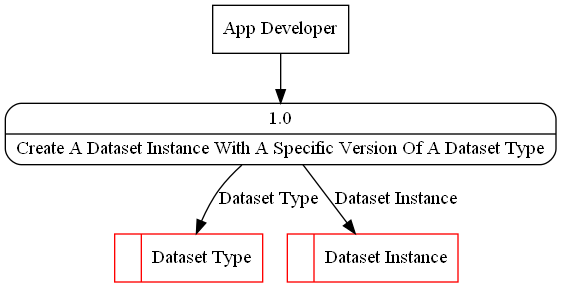 App Developer
1.0
Create A Dataset Instance With A Specific Version Of A Dataset Type
Dataset Type
Dataset Instance
Dataset Type
Dataset Instance